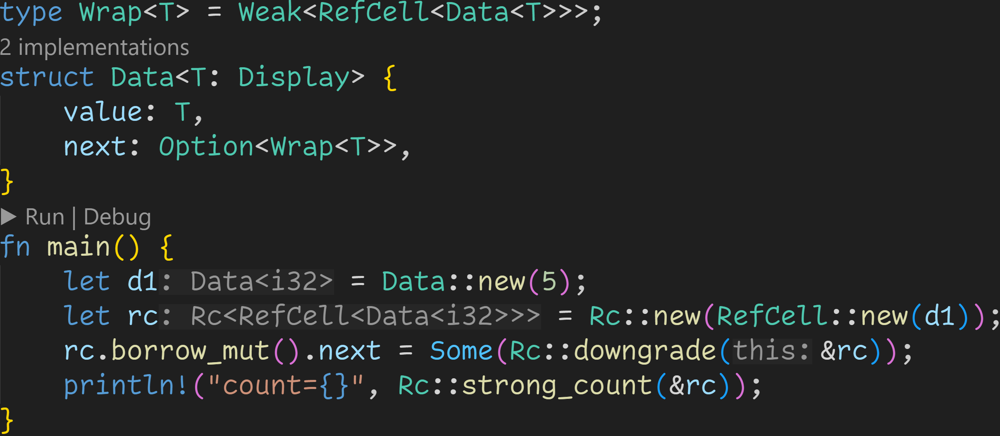 type Wrap<T> = Weak<RefCell<Data<T>>>;
2 implementations
struct Data<T: Display> {
    value: T,
    next: Option<Wrap<T>>,
}
▶ Run | Debug
fn main() {
    let d1: Data<i32> = Data::new(5);
    let rc: Rc<RefCell<Data<i32>>> = Rc::new(RefCell::new(d1));
    rc.borrow_mut().next = Some(Rc::downgrade(this: &rc));
    println!("count={}", Rc::strong_count(&rc));
}